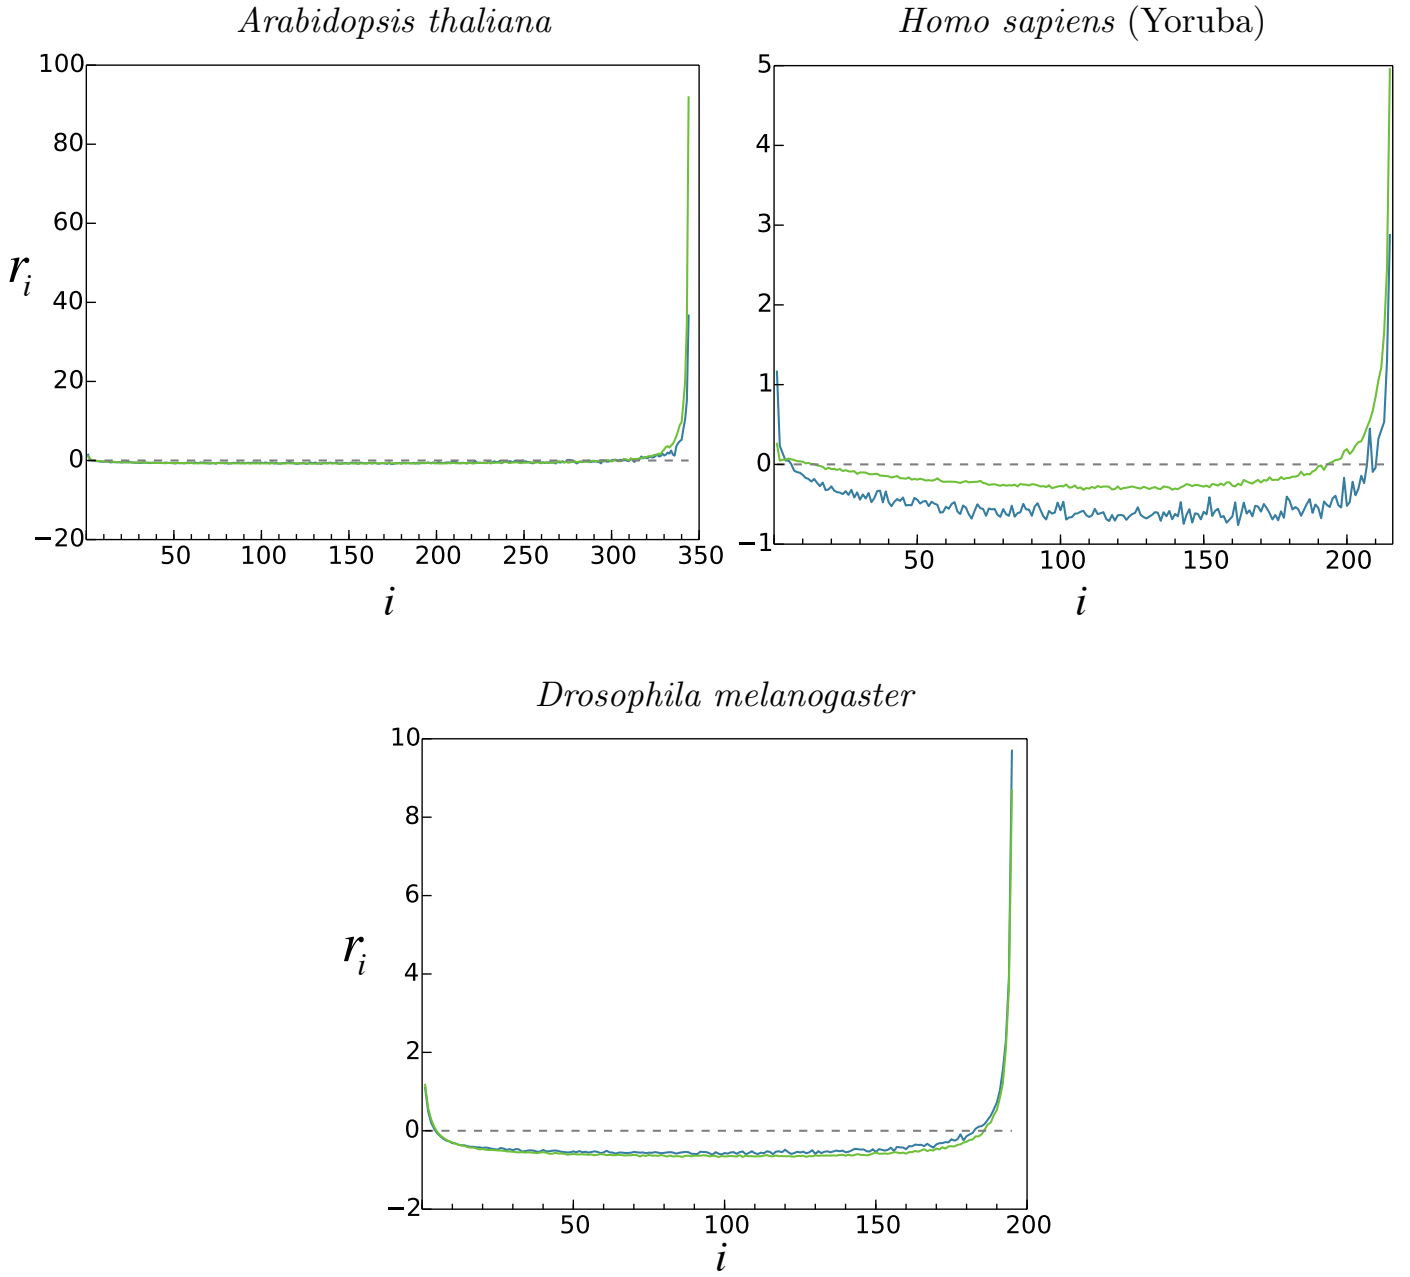 Arabidopsis thaliana
Homo sapiens (Yoruba)
100
80
60
40
20
0
−20
r_i
50 100 150 200 250 300 350
i
5
4
3
2
1
0
−1
50 100 150 200
i
Drosophila melanogaster
10
8
6
4
2
0
−2
r_i
50 100 150 200
i